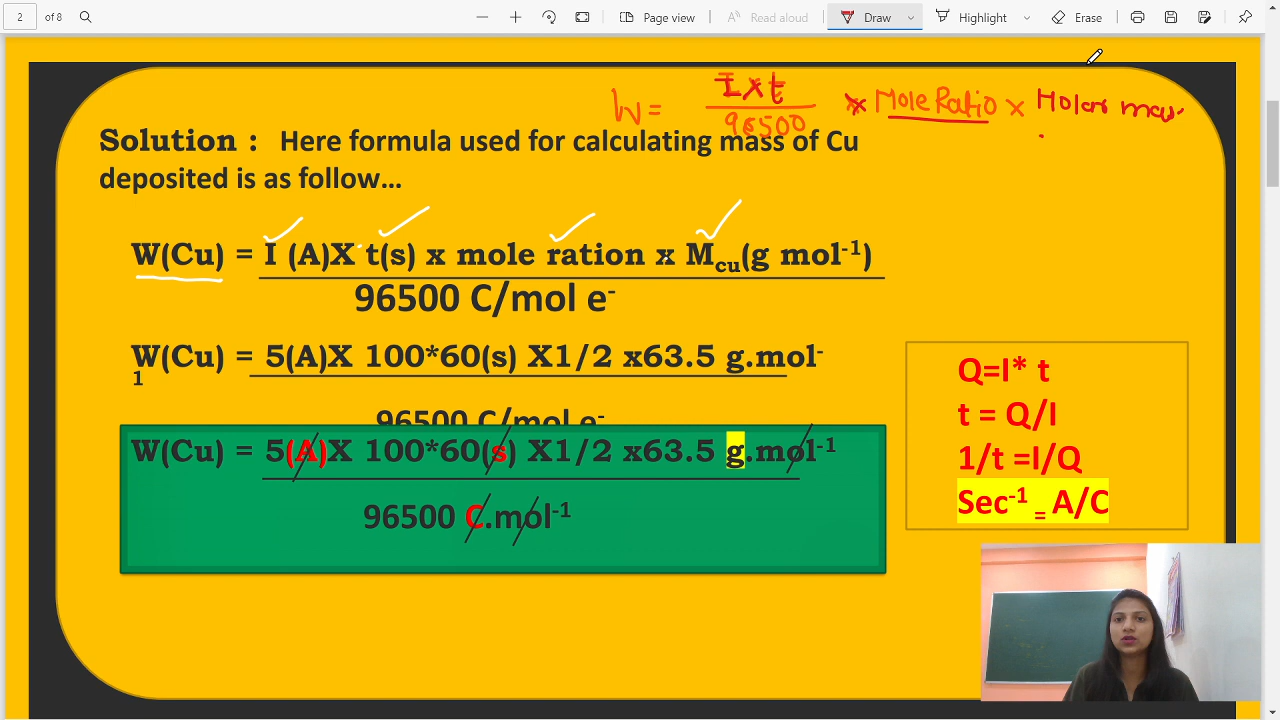 2 of 8
Page view
Read aloud
Draw
Highlight
Erase
W = I x t x Mole Ratio x Molar mass
96500
Solution : Here formula used for calculating mass of Cu
deposited is as follow...
W(Cu) = I (A)X t(s) x mole ration x Mcu(g mol-1)
96500 C/mol e-
W(Cu) = 5(A)X 100*60(s) X1/2 x63.5 g.mol-
1
96500 C/mol e-
W(Cu) = 5(A)X 100*60(s) X1/2 x63.5 g.mol-1
96500 C.mol-1
Q=I* t
t = Q/I
1/t =I/Q
Sec-1 = A/C